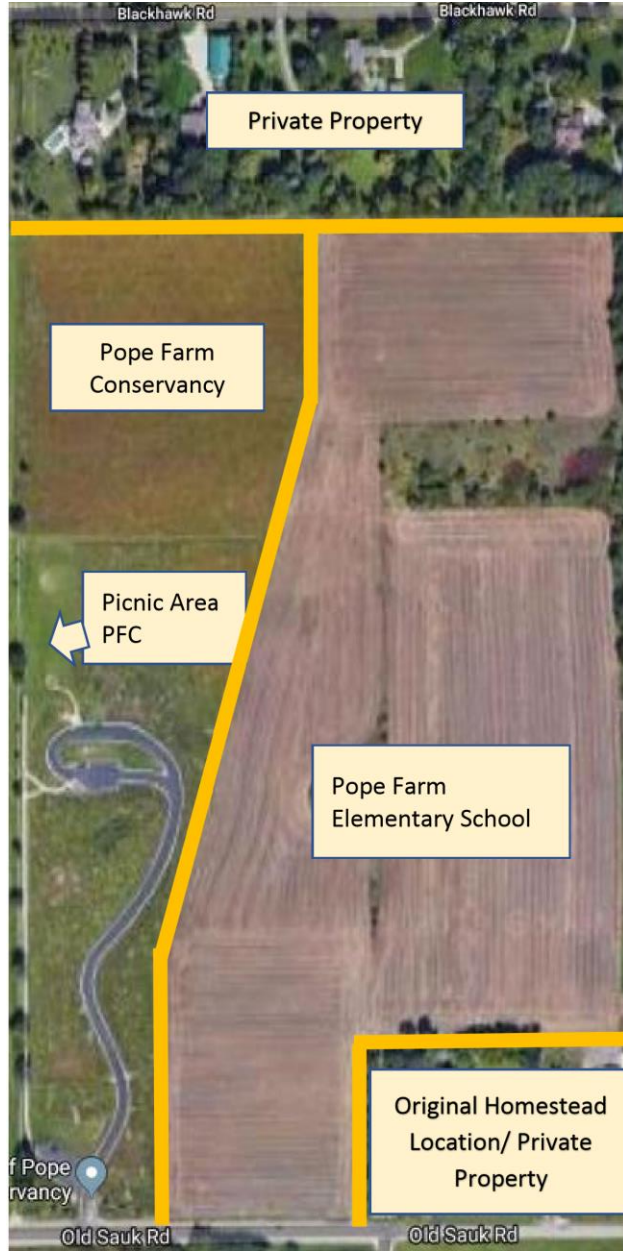 Blackhawk Rd
Blackhawk Rd
Private Property
Pope Farm
Conservancy
Picnic Area
PFC
Pope Farm
Elementary School
Original Homestead
Location/ Private
Property
f Pope
rvancy
Old Sauk Rd
Old Sauk Rd